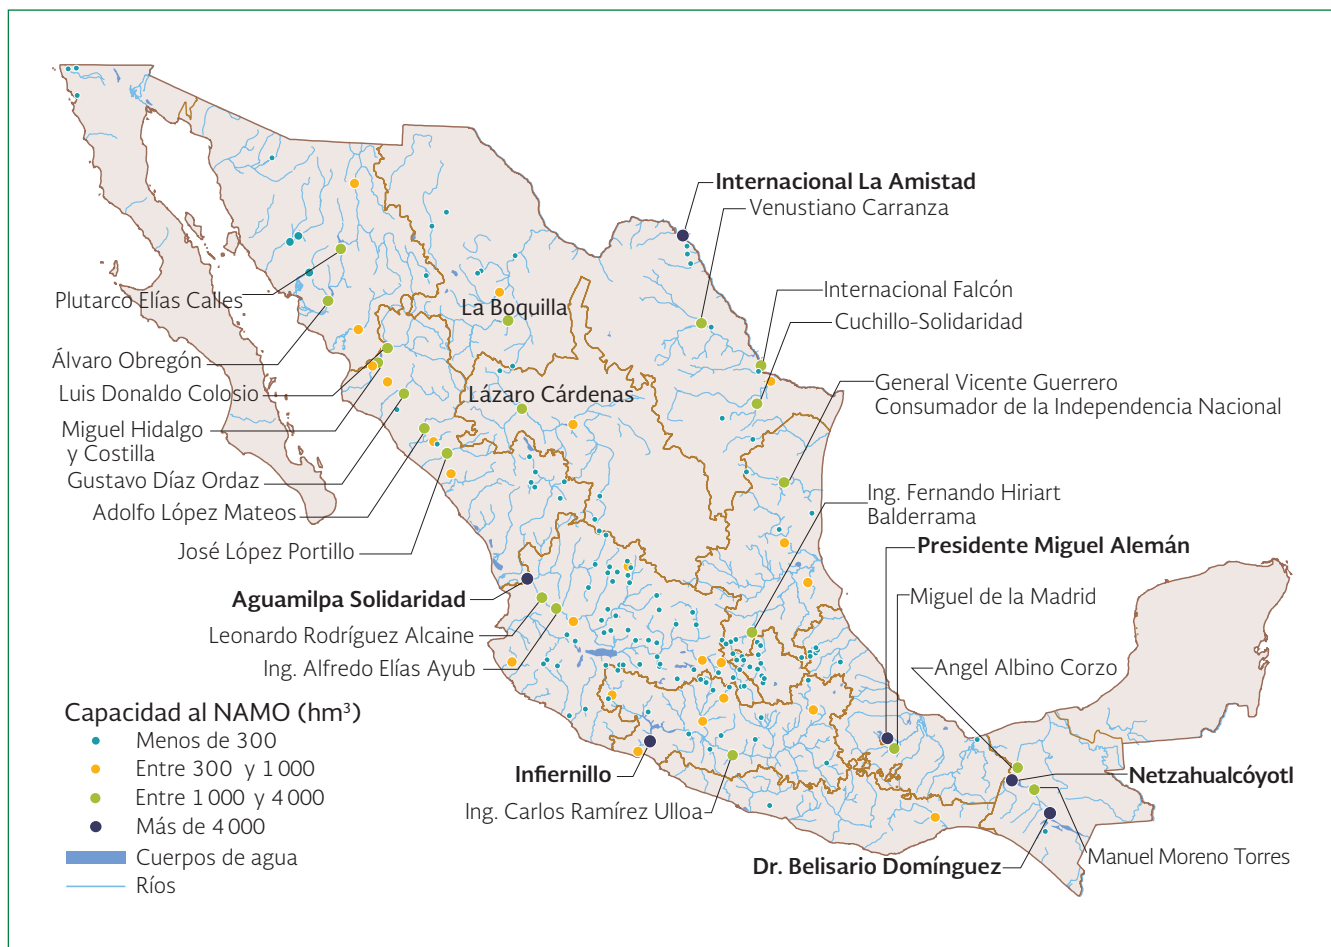 Internacional La Amistad
Venustiano Carranza
Plutarco Elías Calles
Internacional Falcón
La Boquilla
Cuchillo-Solidaridad
Álvaro Obregón
Luis Donaldo Colosio
Lázaro Cárdenas
General Vicente Guerrero
Consumador de la Independencia Nacional
Miguel Hidalgo
y Costilla
Gustavo Díaz Ordaz
Adolfo López Mateos
Ing. Fernando Hiriart
Balderrama
José López Portillo
Presidente Miguel Alemán
Aguamilpa Solidaridad
Miguel de la Madrid
Leonardo Rodríguez Alcaine
Ing. Alfredo Elías Ayub
Angel Albino Corzo
Capacidad al NAMO (hm³)
Menos de 300
Entre 300 y 1 000
Entre 1 000 y 4 000
Más de 4 000
Cuerpos de agua
Ríos
Infiernillo
Netzahualcóyotl
Ing. Carlos Ramírez Ulloa
Dr. Belisario Domínguez
Manuel Moreno Torres